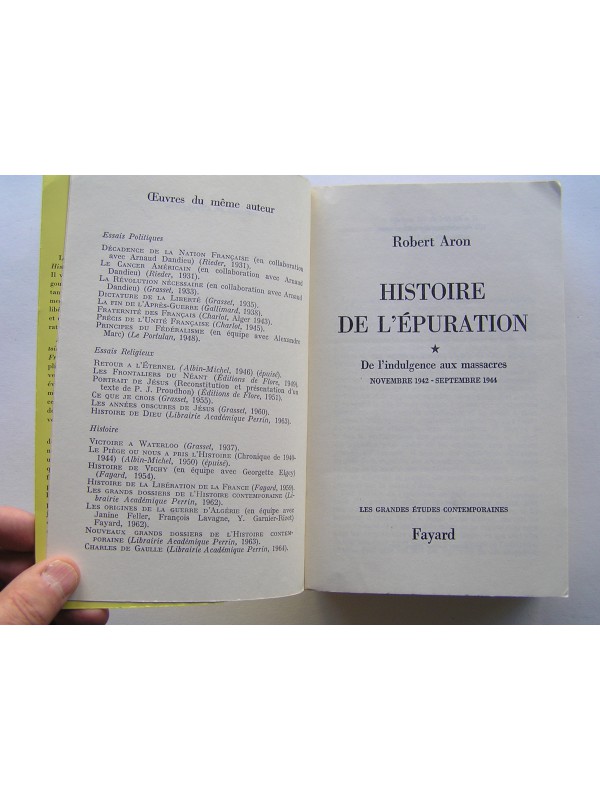 Œuvres du même auteur
Essais Politiques
DÉCADENCE DE LA NATION FRANÇAISE (en collaboration
avec Arnaud Dandieu) (Rieder, 1931).
LE CANCER AMÉRICAIN (en collaboration avec Arnaud
Dandieu) (Rieder, 1931).
LA RÉVOLUTION NÉCESSAIRE (en collaboration avec Arnaud
Dandieu) (Grasset, 1933).
DICTATURE DE LA LIBERTÉ (Grasset, 1935).
LA FIN DE L'APRÈS-GUERRE (Gallimard, 1938).
FRATERNITÉ DES FRANÇAIS (Charlot, Alger 1943).
PRÉCIS DE L'UNITÉ FRANÇAISE (Charlot, 1945).
PRINCIPES DU FÉDÉRALISME (en équipe avec Alexandre
Marc) (Le Portulan, 1948).
Essais Religieux
RETOUR A L'ÉTERNEL (Albin-Michel, 1946) (épuisé).
LES FRONTALIERS DU NÉANT (Éditions de Flore, 1949).
PORTRAIT DE JÉSUS (Reconstitution et présentation d'un
texte de P. J. Proudhon) (Éditions de Flore, 1951).
CE QUE JE CROIS (Grasset, 1955).
LES ANNÉES OBSCURES DE JÉSUS (Grasset, 1960).
HISTOIRE DE DIEU (Librairie Académique Perrin, 1963).
Histoire
VICTOIRE A WATERLOO (Grasset, 1937).
LE PIÈGE OU NOUS A PRIS L'HISTOIRE (Chronique de 1940-
1944) (Albin-Michel, 1950) (épuisé).
HISTOIRE DE VICHY (en équipe avec Georgette Elgey)
(Fayard, 1954).
HISTOIRE DE LA LIBÉRATION DE LA FRANCE (Fayard, 1959).
LES GRANDS DOSSIERS DE L'HISTOIRE CONTEMPORAINE (Li-
brairie Académique Perrin, 1962).
LES ORIGINES DE LA GUERRE D'ALGÉRIE (en équipe avec
Janine Feller, François Lavagne, Y. Garnier-Rizet)
Fayard, 1962).
NOUVEAUX GRANDS DOSSIERS DE L'HISTOIRE CONTEM-
PORAINE (Librairie Académique Perrin, 1963).
CHARLES DE GAULLE (Librairie Académique Perrin, 1964).
Robert Aron
HISTOIRE
DE L'ÉPURATION
★
De l'indulgence aux massacres
NOVEMBRE 1942 - SEPTEMBRE 1944
LES GRANDES ÉTUDES CONTEMPORAINES
Fayard